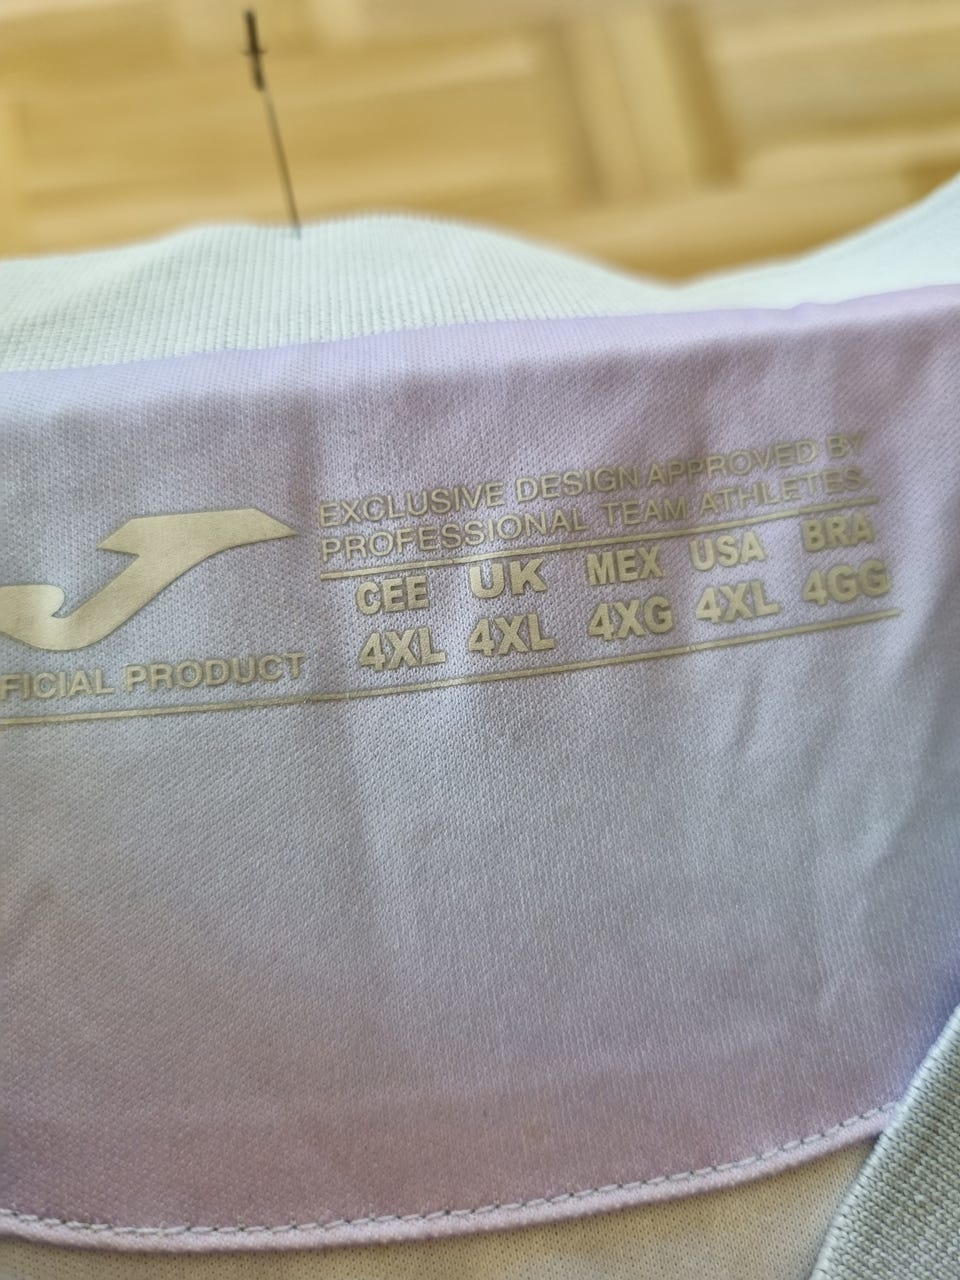 EXCLUSIVE DESIGN APPROVED BY
PROFESSIONAL TEAM ATHLETES.
CEE UK MEX USA BRA
4XL 4XL 4XG 4XL 4GG
FICIAL PRODUCT